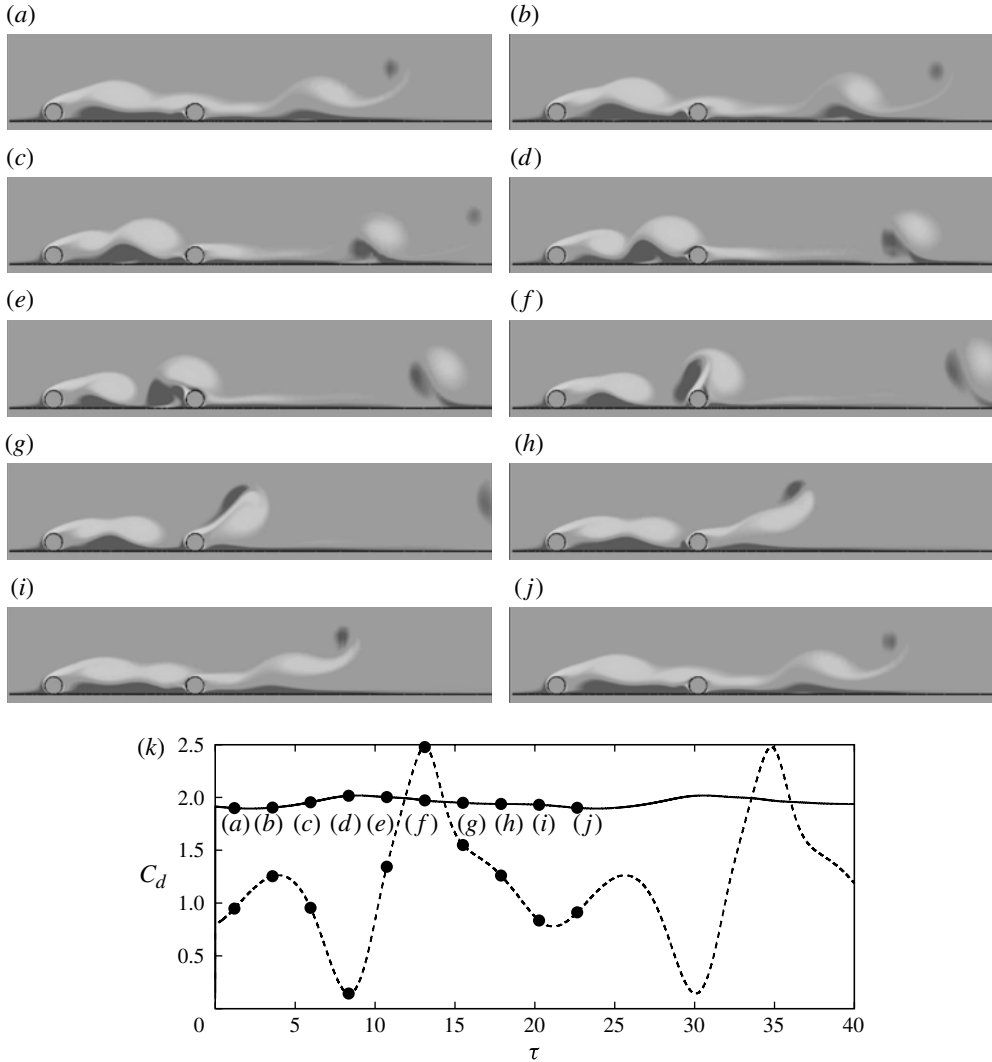 (a) (b)
(c) (d)
(e) (f)
(g) (h)
(i) (j)
(k) 2.5
2.0
(a) (b) (c) (d) (e) (f) (g) (h) (i) (j)
1.5
C_d
1.0
0.5
0 5 10 15 20 25 30 35 40
τ